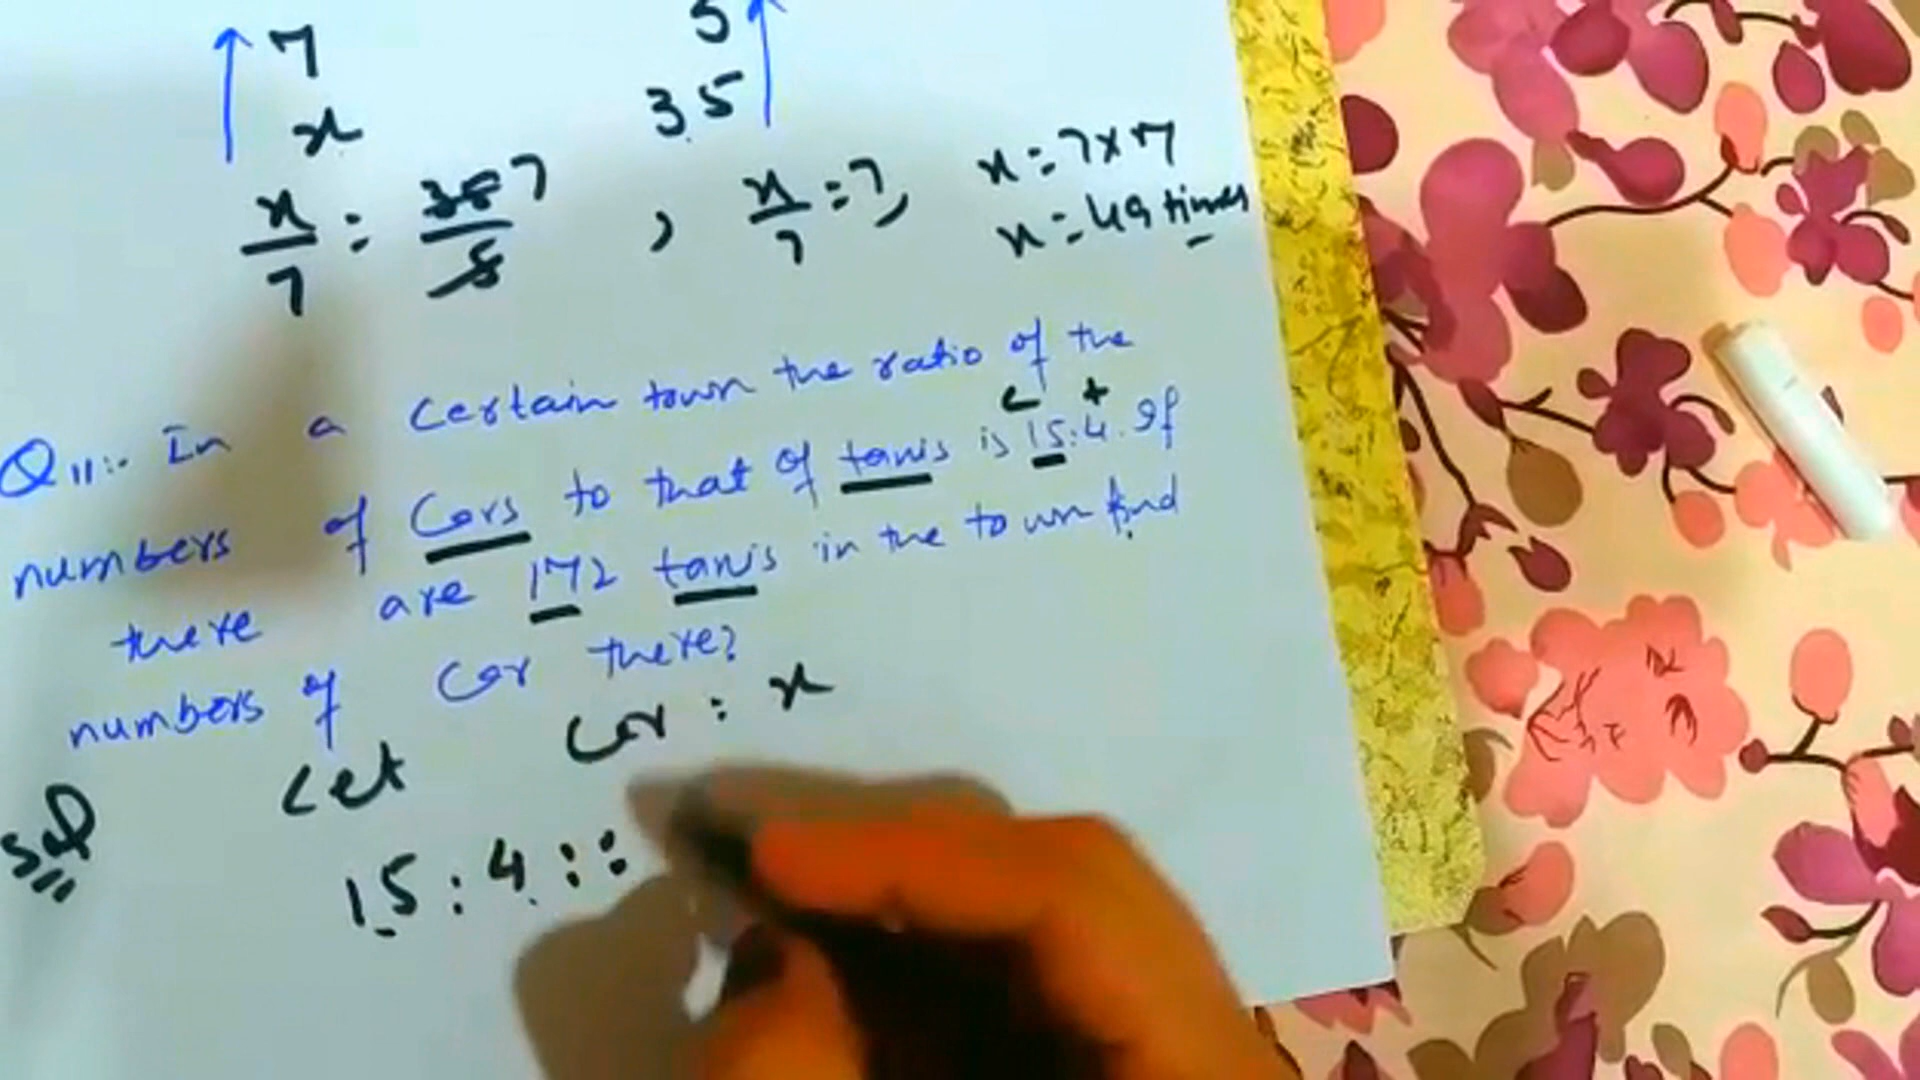 7 5
x 35
x/7 = 35 7/5 , x/7 = 7, x = 7x7
x = 49 times
Q11:- In a certain town the ratio of the
C t
numbers of Cars to that of taxis is 15:4. If
there are 172 taxis in the town find
numbers of Car there?
Sol Let Car = x
15 : 4 ::